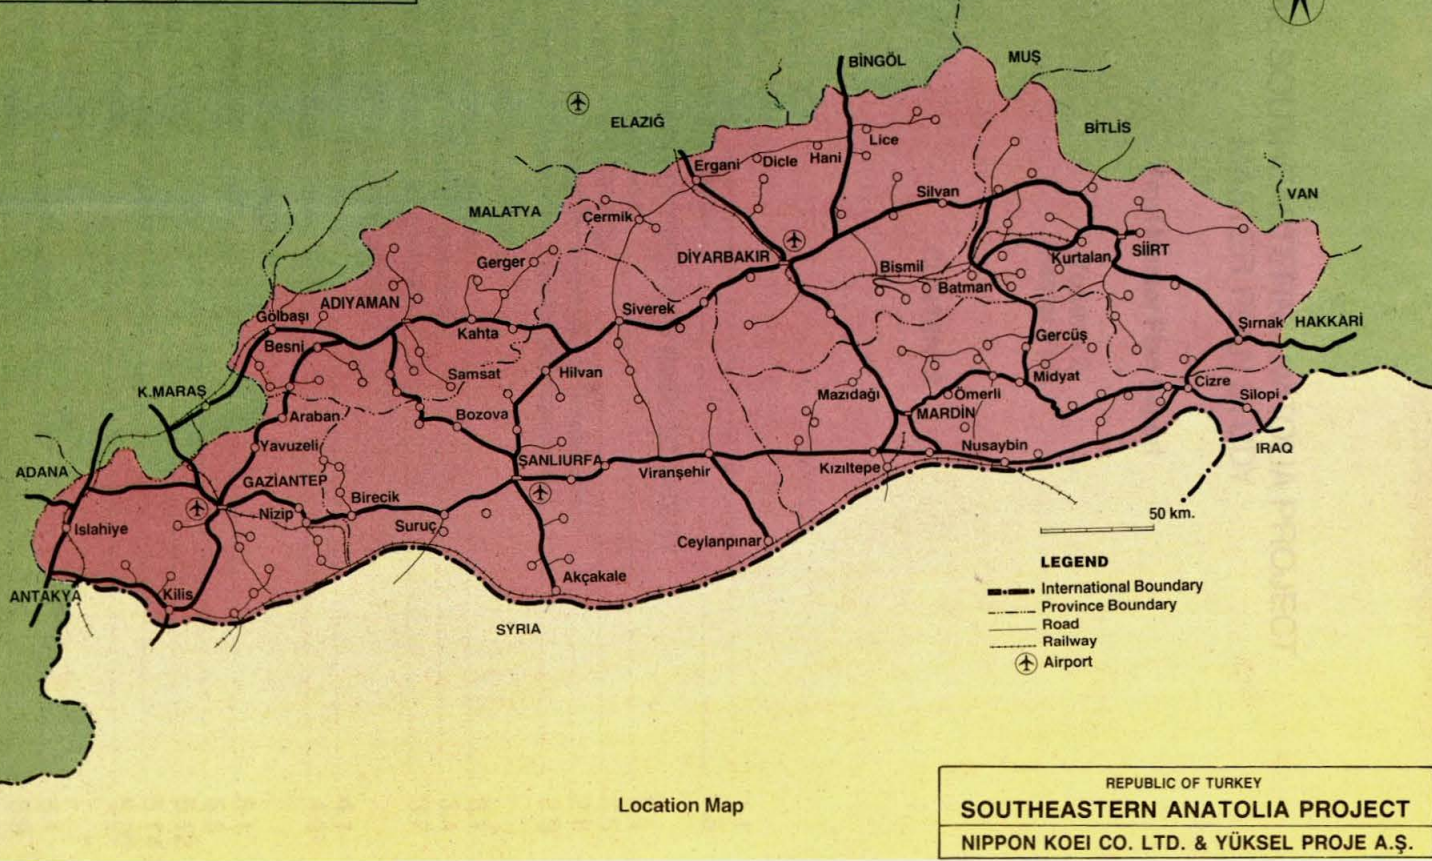 BİNGÖL
MUŞ
ELAZIĞ
BİTLİS
Lice
Ergani
Dicle
Hani
Silvan
VAN
MALATYA
Çermik
DİYARBAKIR
SİİRT
Gerger
Bismil
Kurtalan
Batman
ADIYAMAN
Gölbaşı
Siverek
Şırnak
HAKKARİ
Kahta
Besni
Gercüş
Samsat
Hilvan
Midyat
Cizre
K.MARAŞ
Mazıdağı
Ömerli
Silopi
Araban
Bozova
MARDİN
Yavuzeli
Nusaybin
IRAQ
ŞANLIURFA
ADANA
Viranşehir
Kızıltepe
GAZİANTEP
Birecik
Nizip
Suruç
50 km.
Islahiye
Ceylanpınar
LEGEND
Akçakale
International Boundary
ANTAKYA
Kilis
Province Boundary
Road
SYRIA
Railway
Airport
Location Map
REPUBLIC OF TURKEY
SOUTHEASTERN ANATOLIA PROJECT
NIPPON KOEI CO. LTD. & YÜKSEL PROJE A.Ş.